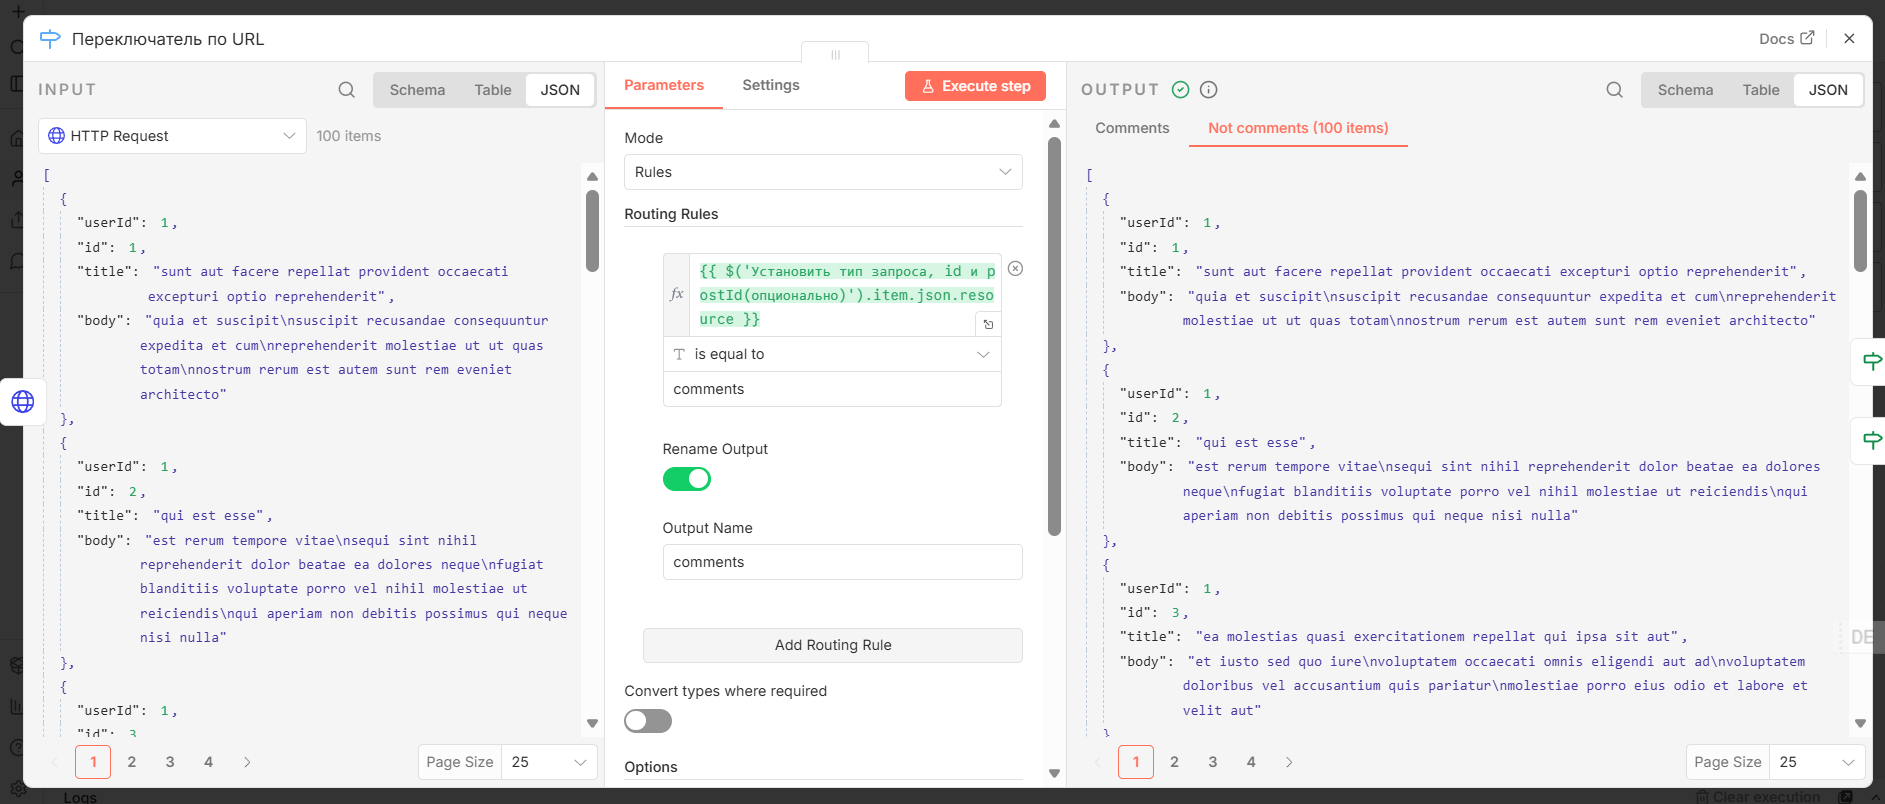 Переключатель по URL
Docs
INPUT
Schema
Table
JSON
HTTP Request
100 items
[
{
"userId": 1,
"id": 1,
"title": "sunt aut facere repellat provident occaecati
excepturi optio reprehenderit",
"body": "quia et suscipit\nsuscipit recusandae consequuntur
expedita et cum\nreprehenderit molestiae ut ut quas
totam\nnostrum rerum est autem sunt rem eveniet
architecto"
},
{
"userId": 1,
"id": 2,
"title": "qui est esse",
"body": "est rerum tempore vitae\nsequi sint nihil
reprehenderit dolor beatae ea dolores neque\nfugiat
blanditiis voluptate porro vel nihil molestiae ut
reiciendis\nqui aperiam non debitis possimus qui neque
nisi nulla"
},
{
"userId": 1,
"id": 3
1
2
3
4
Page Size
25
Parameters
Settings
Execute step
Mode
Rules
Routing Rules
fx
{{ $('Установить тип запроса, id и p
ostId(опционально)').item.json.reso
urce }}
T
is equal to
comments
Rename Output
Output Name
comments
Add Routing Rule
Convert types where required
Options
OUTPUT
Schema
Table
JSON
Comments
Not comments (100 items)
[
{
"userId": 1,
"id": 1,
"title": "sunt aut facere repellat provident occaecati excepturi optio reprehenderit",
"body": "quia et suscipit\nsuscipit recusandae consequuntur expedita et cum\nreprehenderit
molestiae ut ut quas totam\nnostrum rerum est autem sunt rem eveniet architecto"
},
{
"userId": 1,
"id": 2,
"title": "qui est esse",
"body": "est rerum tempore vitae\nsequi sint nihil reprehenderit dolor beatae ea dolores
neque\nfugiat blanditiis voluptate porro vel nihil molestiae ut reiciendis\nqui
aperiam non debitis possimus qui neque nisi nulla"
},
{
"userId": 1,
"id": 3,
"title": "ea molestias quasi exercitationem repellat qui ipsa sit aut",
"body": "et iusto sed quo iure\nvoluptatem occaecati omnis eligendi aut ad\nvoluptatem
doloribus vel accusantium quis pariatur\nmolestiae porro eius odio et labore et
velit aut"
}
1
2
3
4
Page Size
25
DE
Logs
Clear execution